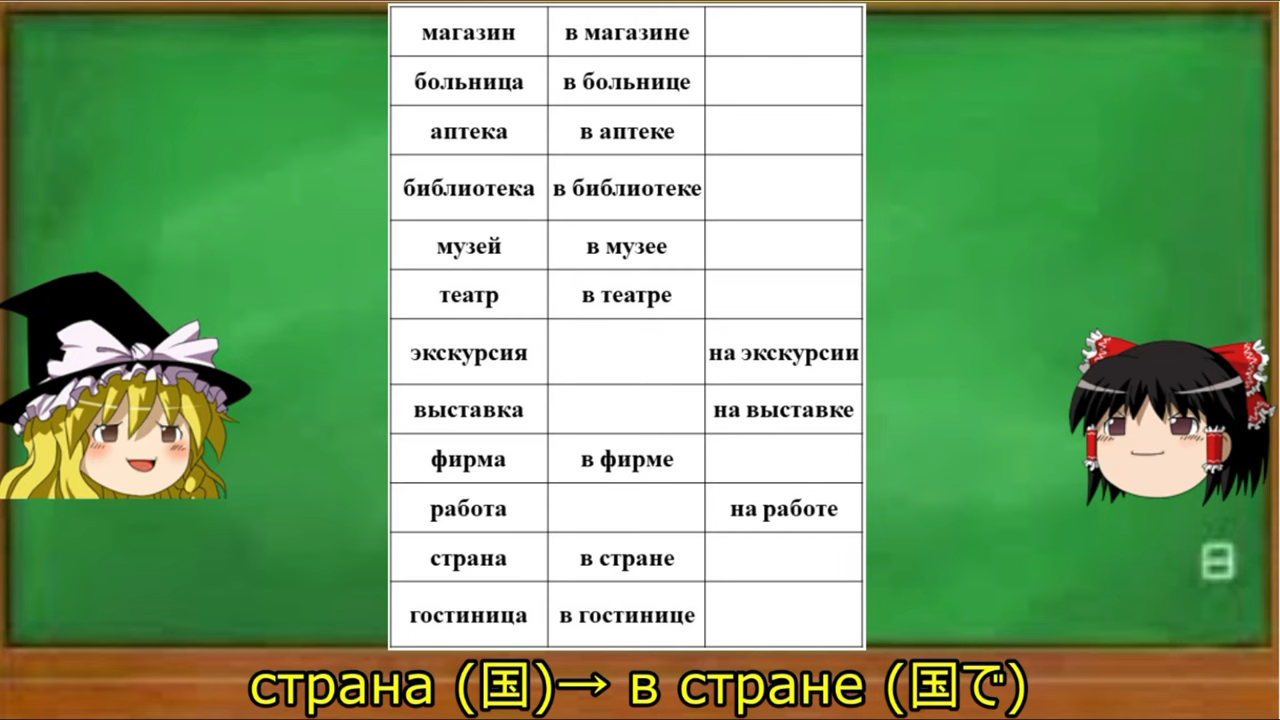 магазин в магазине
больница в больнице
аптека в аптеке
библиотека в библиотеке
музей в музее
театр в театре
экскурсия на экскурсии
выставка на выставке
фирма в фирме
работа на работе
страна в стране
гостиница в гостинице
日
страна (国)→ в стране (国で)